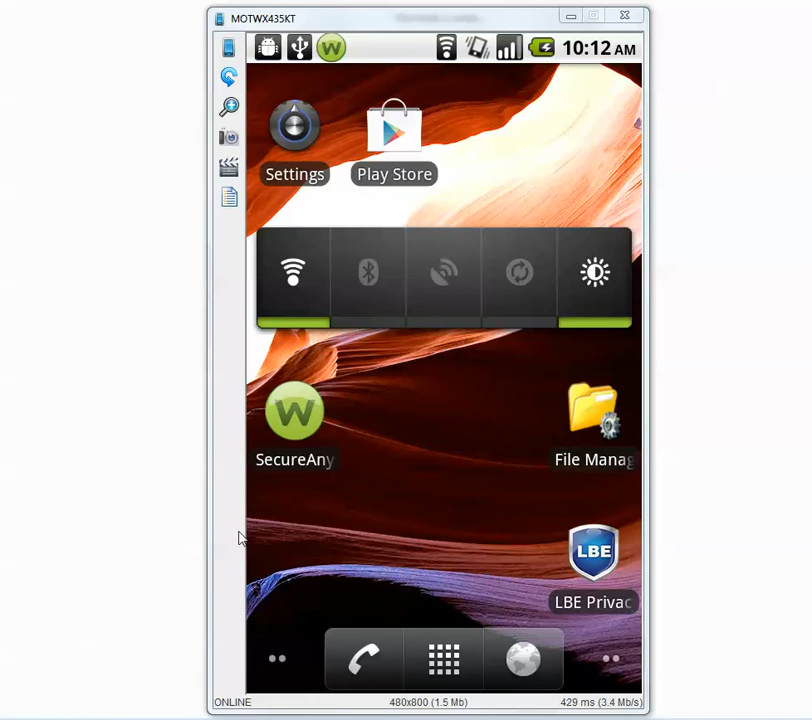 MOTWX435KT
W
10:12 AM
Settings
Play Store
W
SecureAny
File Manag
LBE
LBE Privac
ONLINE
480x800 (1.5 Mb)
429 ms (3.4 Mb/s)